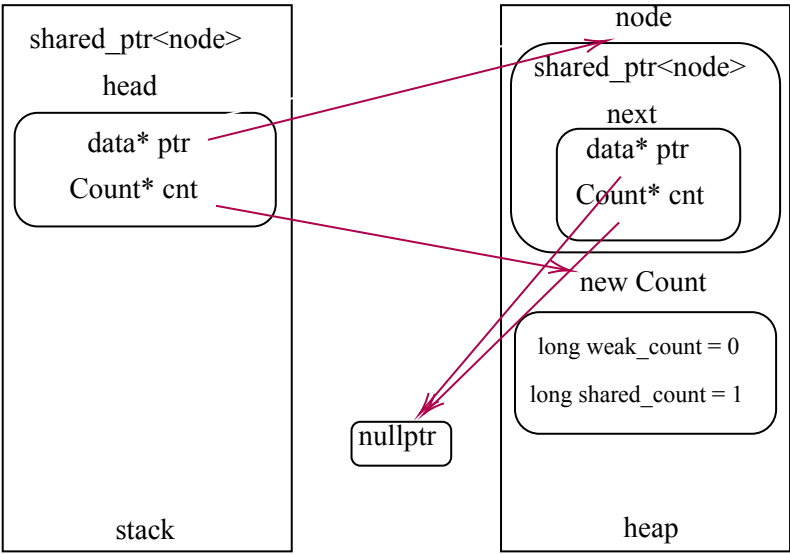 shared_ptr<node>
head
data* ptr
Count* cnt
stack
nullptr
node
shared_ptr<node>
next
data* ptr
Count* cnt
new Count
long weak_count = 0
long shared_count = 1
heap